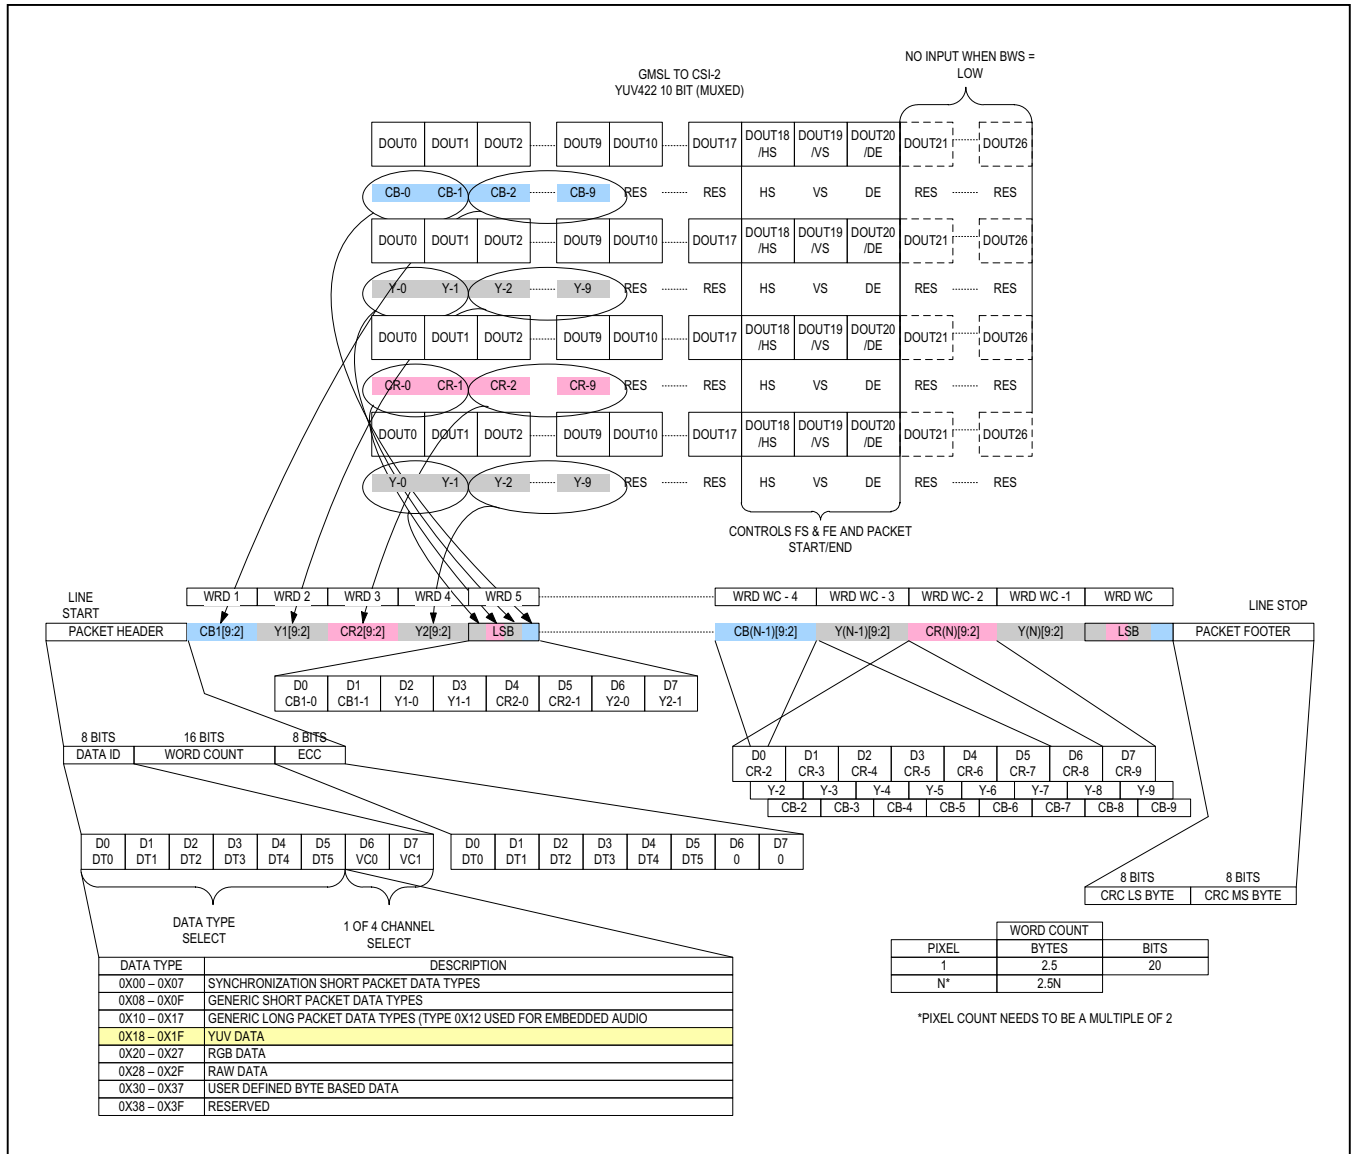 NO INPUT WHEN BWS =
LOW
GMSL TO CSI-2
YUV422 10 BIT (MUXED)
DOUT0 DOUT1 DOUT2 DOUT9 DOUT10 DOUT17 DOUT18 /HS DOUT19 /VS DOUT20 /DE DOUT21 DOUT26
CB-0 CB-1 CB-2 CB-9 RES RES HS VS DE RES RES
DOUT0 DOUT1 DOUT2 DOUT9 DOUT10 DOUT17 DOUT18 /HS DOUT19 /VS DOUT20 /DE DOUT21 DOUT26
Y-0 Y-1 Y-2 Y-9 RES RES HS VS DE RES RES
DOUT0 DOUT1 DOUT2 DOUT9 DOUT10 DOUT17 DOUT18 /HS DOUT19 /VS DOUT20 /DE DOUT21 DOUT26
CR-0 CR-1 CR-2 CR-9 RES RES HS VS DE RES RES
DOUT0 DOUT1 DOUT2 DOUT9 DOUT10 DOUT17 DOUT18 /HS DOUT19 /VS DOUT20 /DE DOUT21 DOUT26
Y-0 Y-1 Y-2 Y-9 RES RES HS VS DE RES RES
CONTROLS FS & FE AND PACKET
START/END
LINE
START
WRD 1 WRD 2 WRD 3 WRD 4 WRD 5 WRD WC - 4 WRD WC - 3 WRD WC- 2 WRD WC -1 WRD WC
LINE STOP
PACKET HEADER CB1[9:2] Y1[9:2] CR2[9:2] Y2[9:2] LSB CB(N-1)[9:2] Y(N-1)[9:2] CR(N)[9:2] Y(N)[9:2] LSB PACKET FOOTER
D0 D1 D2 D3 D4 D5 D6 D7
CB1-0 CB1-1 Y1-0 Y1-1 CR2-0 CR2-1 Y2-0 Y2-1
8 BITS 16 BITS 8 BITS
DATA ID WORD COUNT ECC
D0 D1 D2 D3 D4 D5 D6 D7
CR-2 CR-3 CR-4 CR-5 CR-6 CR-7 CR-8 CR-9
Y-2 Y-3 Y-4 Y-5 Y-6 Y-7 Y-8 Y-9
CB-2 CB-3 CB-4 CB-5 CB-6 CB-7 CB-8 CB-9
D0 D1 D2 D3 D4 D5 D6 D7
DT0 DT1 DT2 DT3 DT4 DT5 VC0 VC1
D0 D1 D2 D3 D4 D5 D6 D7
DT0 DT1 DT2 DT3 DT4 DT5 0 0
8 BITS 8 BITS
CRC LS BYTE CRC MS BYTE
DATA TYPE
SELECT
1 OF 4 CHANNEL
SELECT
WORD COUNT
PIXEL BYTES BITS
1 2.5 20
N* 2.5N
*PIXEL COUNT NEEDS TO BE A MULTIPLE OF 2
DATA TYPE DESCRIPTION
0X00 – 0X07 SYNCHRONIZATION SHORT PACKET DATA TYPES
0X08 – 0X0F GENERIC SHORT PACKET DATA TYPES
0X10 – 0X17 GENERIC LONG PACKET DATA TYPES (TYPE 0X12 USED FOR EMBEDDED AUDIO
0X18 – 0X1F YUV DATA
0X20 – 0X27 RGB DATA
0X28 – 0X2F RAW DATA
0X30 – 0X37 USER DEFINED BYTE BASED DATA
0X38 – 0X3F RESERVED